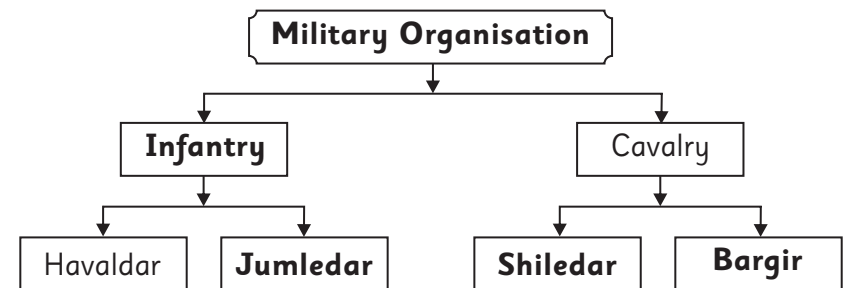 Military Organisation
Infantry
Cavalry
Havaldar
Jumledar
Shiledar
Bargir